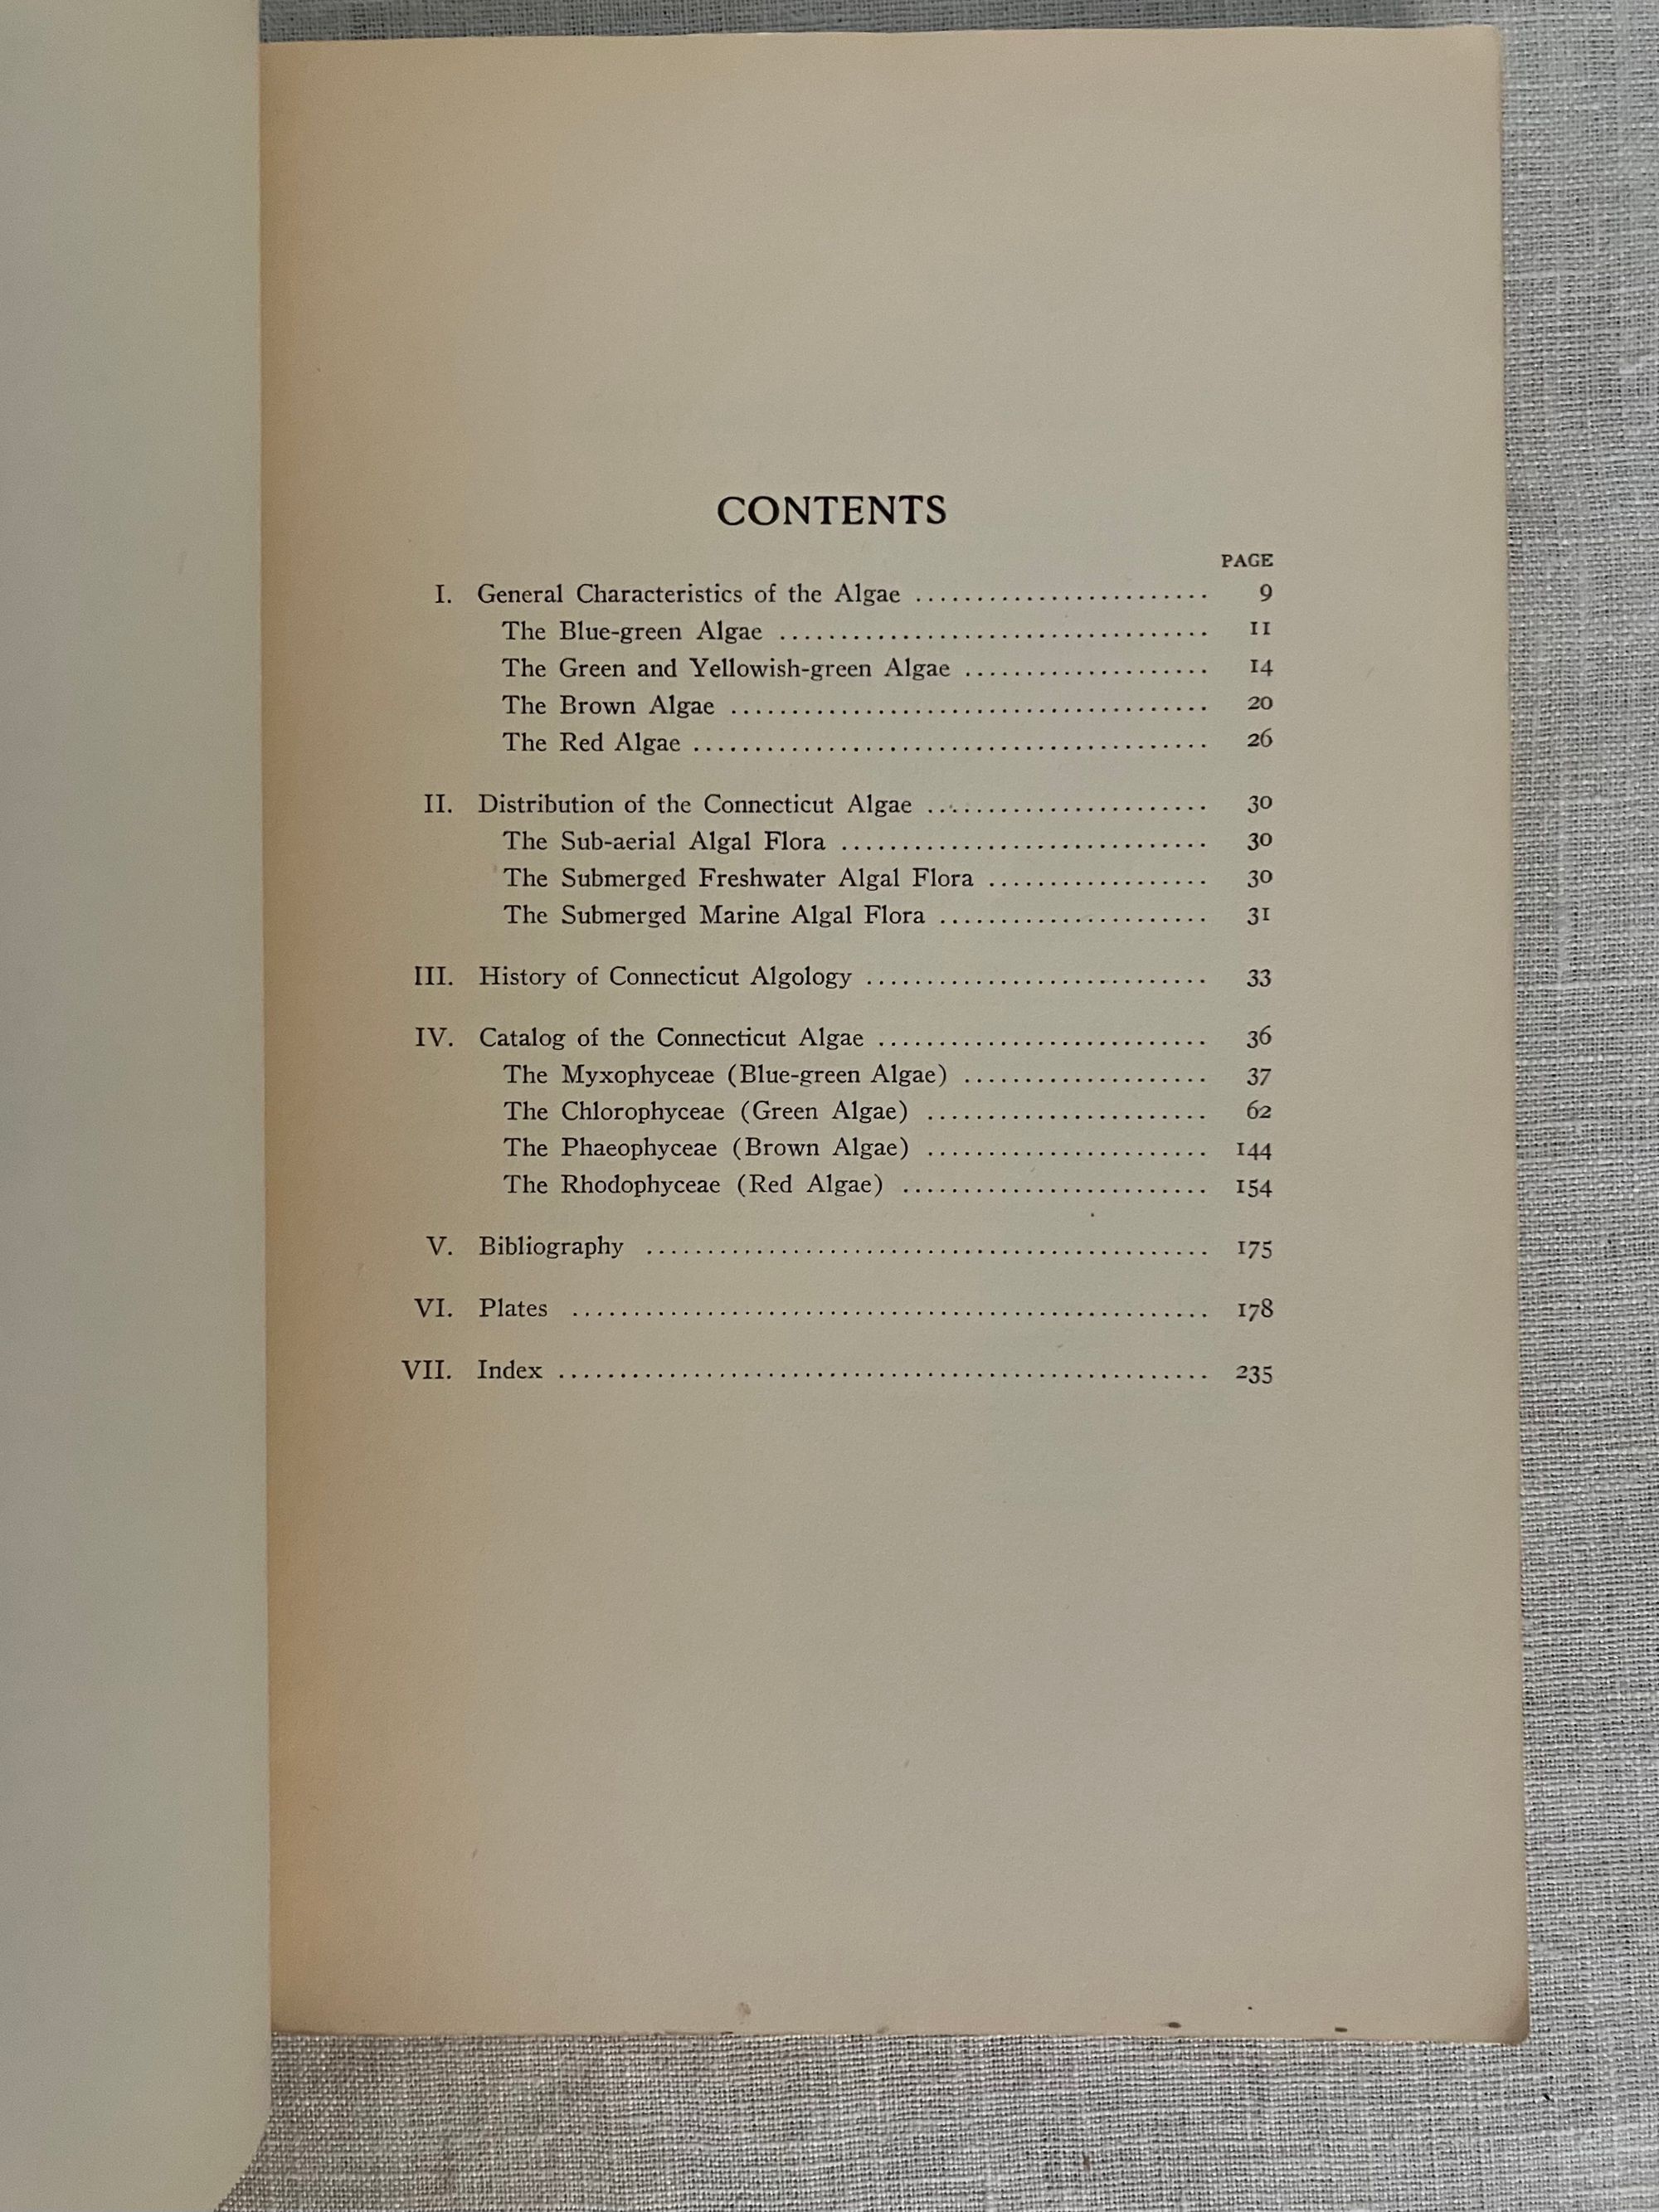 CONTENTS
PAGE
I. General Characteristics of the Algae ........................ 9
The Blue-green Algae ................................... 11
The Green and Yellowish-green Algae .................... 14
The Brown Algae ....................................... 20
The Red Algae .......................................... 26
II. Distribution of the Connecticut Algae ....................... 30
The Sub-aerial Algal Flora .............................. 30
The Submerged Freshwater Algal Flora .................. 30
The Submerged Marine Algal Flora ...................... 31
III. History of Connecticut Algology ............................ 33
IV. Catalog of the Connecticut Algae ........................... 36
The Myxophyceae (Blue-green Algae) .................... 37
The Chlorophyceae (Green Algae) ....................... 62
The Phaeophyceae (Brown Algae) ....................... 144
The Rhodophyceae (Red Algae) ......................... 154
V. Bibliography .............................................. 175
VI. Plates .................................................... 178
VII. Index ..................................................... 235